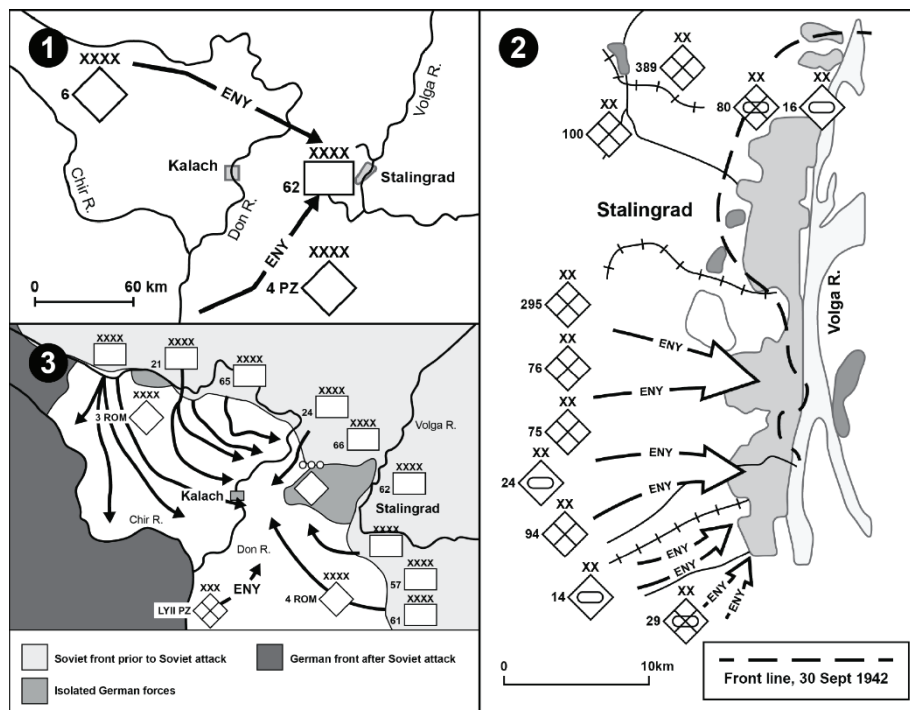 1
XXXX
6
ENY
Volga R.
XXXX
62
Stalingrad
Kalach
Chir R.
Don R.
ENY
XXXX
4 PZ
0
60 km
2
XX
389
XX
100
XX
80
XX
16
Stalingrad
Volga R.
XX
295
ENY
XX
76
ENY
XX
75
XX
24
ENY
ENY
XX
94
ENY
ENY
XX
14
XX
29
ENY
ENY
0
10km
Front line, 30 Sept 1942
3
XXXX
XXXX
21
XXXX
65
XXXX
3 ROM
XXXX
24
XXXX
66
Volga R.
XXXX
62
Kalach
Stalingrad
Chir R.
Don R.
XXXX
XXXX
57
XXXX
61
XXXX
4 ROM
XXX
LYII PZ
ENY
Soviet front prior to Soviet attack
German front after Soviet attack
Isolated German forces